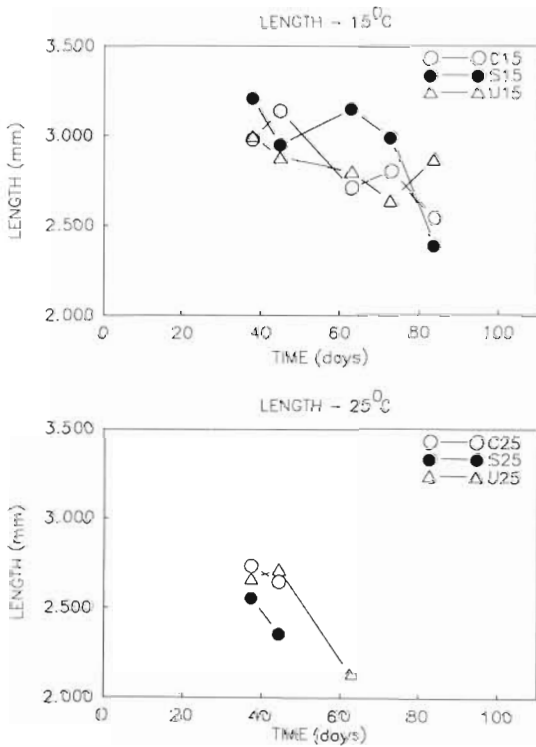 LENGTH - 15⁰C
3.500
3.000
2.500
2.000
LENGTH (mm)
C15
S15
U15
0 20 40 60 80 100
TIME (days)
LENGTH - 25⁰C
3.500
3.000
2.500
2.000
LENGTH (mm)
C25
S25
U25
0 20 40 60 80 100
TIME (days)